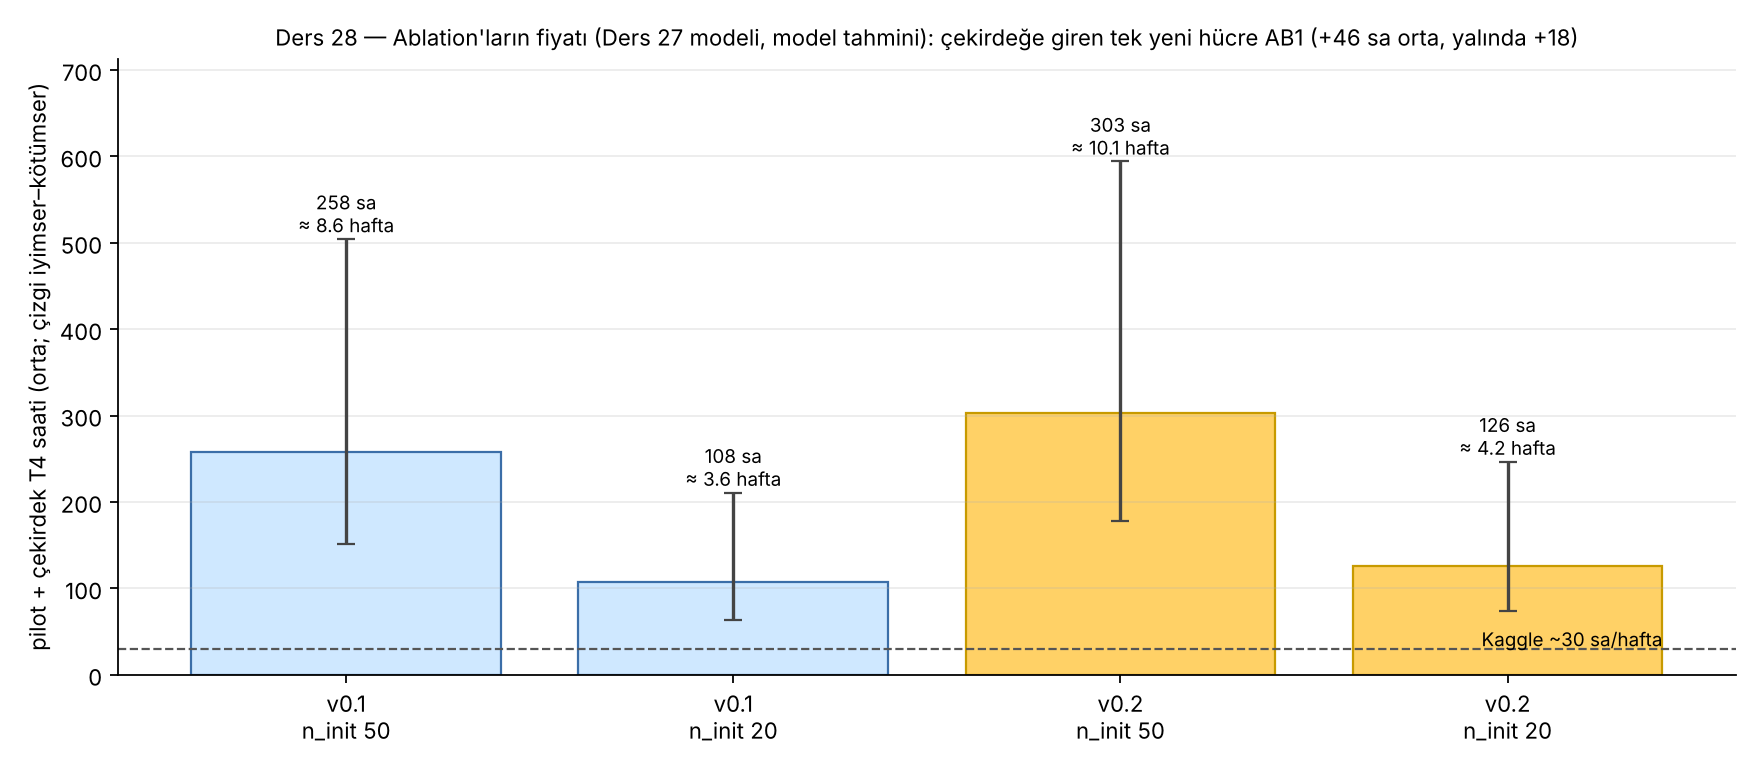 Ders 28 — Ablation'ların fiyatı (Ders 27 modeli, model tahmini): çekirdeğe giren tek yeni hücre AB1 (+46 sa orta, yalında +18)
pilot + çekirdek T4 saati (orta; çizgi iyimser–kötümser)
700
600
500
400
300
200
100
0
258 sa
≈ 8.6 hafta
108 sa
≈ 3.6 hafta
303 sa
≈ 10.1 hafta
126 sa
≈ 4.2 hafta
Kaggle ~30 sa/hafta
v0.1
n_init 50
v0.1
n_init 20
v0.2
n_init 50
v0.2
n_init 20